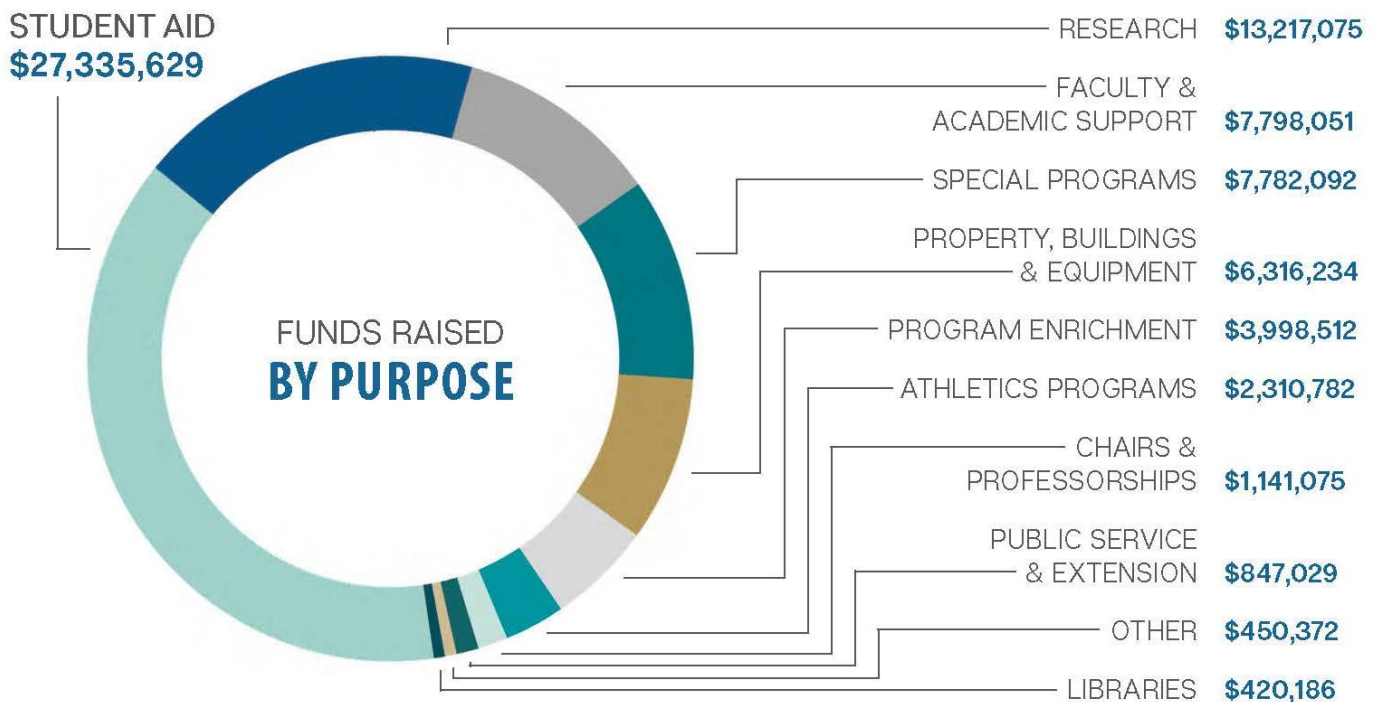 STUDENT AID
$27,335,629
RESEARCH $13,217,075
FACULTY &
ACADEMIC SUPPORT $7,798,051
SPECIAL PROGRAMS $7,782,092
PROPERTY, BUILDINGS
& EQUIPMENT $6,316,234
PROGRAM ENRICHMENT $3,998,512
ATHLETICS PROGRAMS $2,310,782
CHAIRS &
PROFESSORSHIPS $1,141,075
PUBLIC SERVICE
& EXTENSION $847,029
OTHER $450,372
LIBRARIES $420,186
FUNDS RAISED
BY PURPOSE